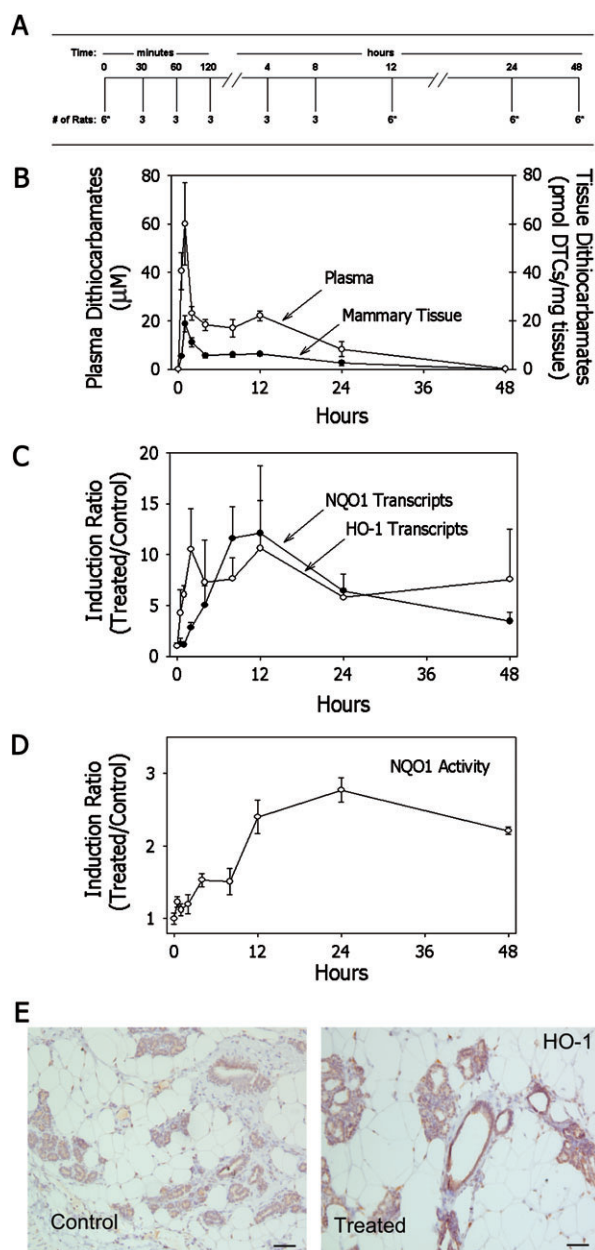 A
Time: minutes hours
0 30 60 120 4 8 12 24 48
# of Rats: 6* 3 3 3 3 3 6* 6* 6*
B
Plasma Dithiocarbamates
(µM)
80
60
40
20
0
Plasma
Mammary Tissue
80
60
40
20
0
Tissue Dithiocarbamates
(pmol DTCs/mg tissue)
0 12 24 36 48
Hours
C
Induction Ratio
(Treated/Control)
20
15
10
5
0
NQO1 Transcripts
HO-1 Transcripts
0 12 24 36 48
Hours
D
Induction Ratio
(Treated/Control)
3
2
1
NQO1 Activity
0 12 24 36 48
Hours
E
Control
HO-1
Treated